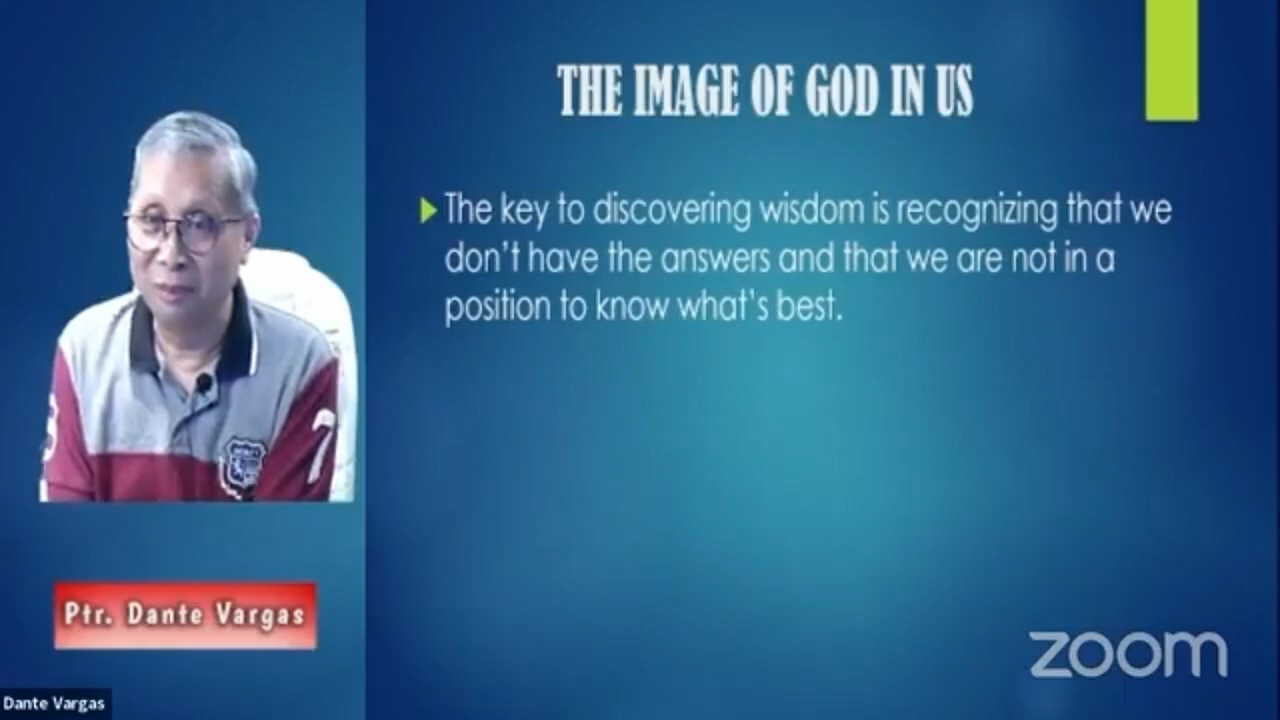 THE IMAGE OF GOD IN US
The key to discovering wisdom is recognizing that we
don't have the answers and that we are not in a
position to know what's best.
7
Ptr. Dante Vargas
zoom
Dante Vargas